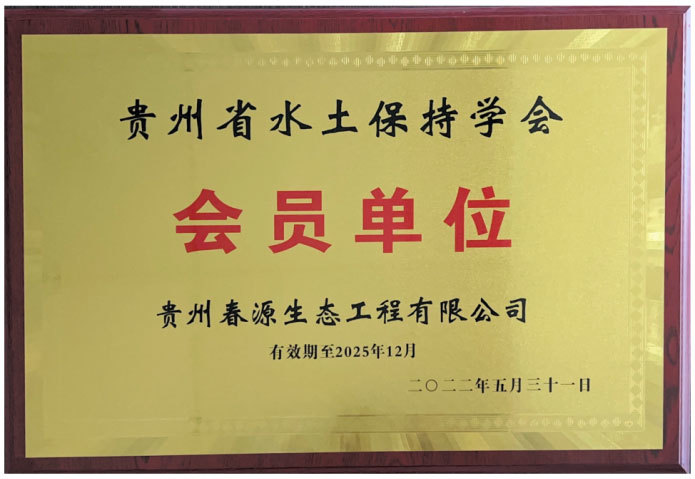 贵州省水土保持学会
会员单位
贵州春源生态工程有限公司
有效期至2025年12月
二〇二二年五月三十一日